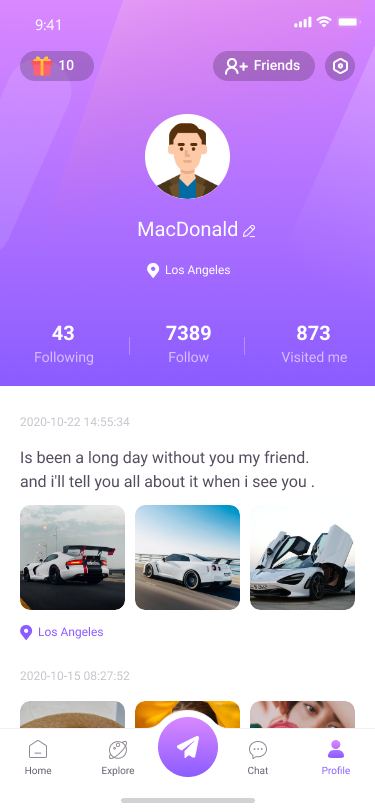 9:41
10
Friends
MacDonald
Los Angeles
43
7389
873
Following
Follow
Visited me
2020-10-22 14:55:34
Is been a long day without you my friend.
and i'll tell you all about it when i see you .
Los Angeles
2020-10-15 08:27:52
Home
Explore
Chat
Profile